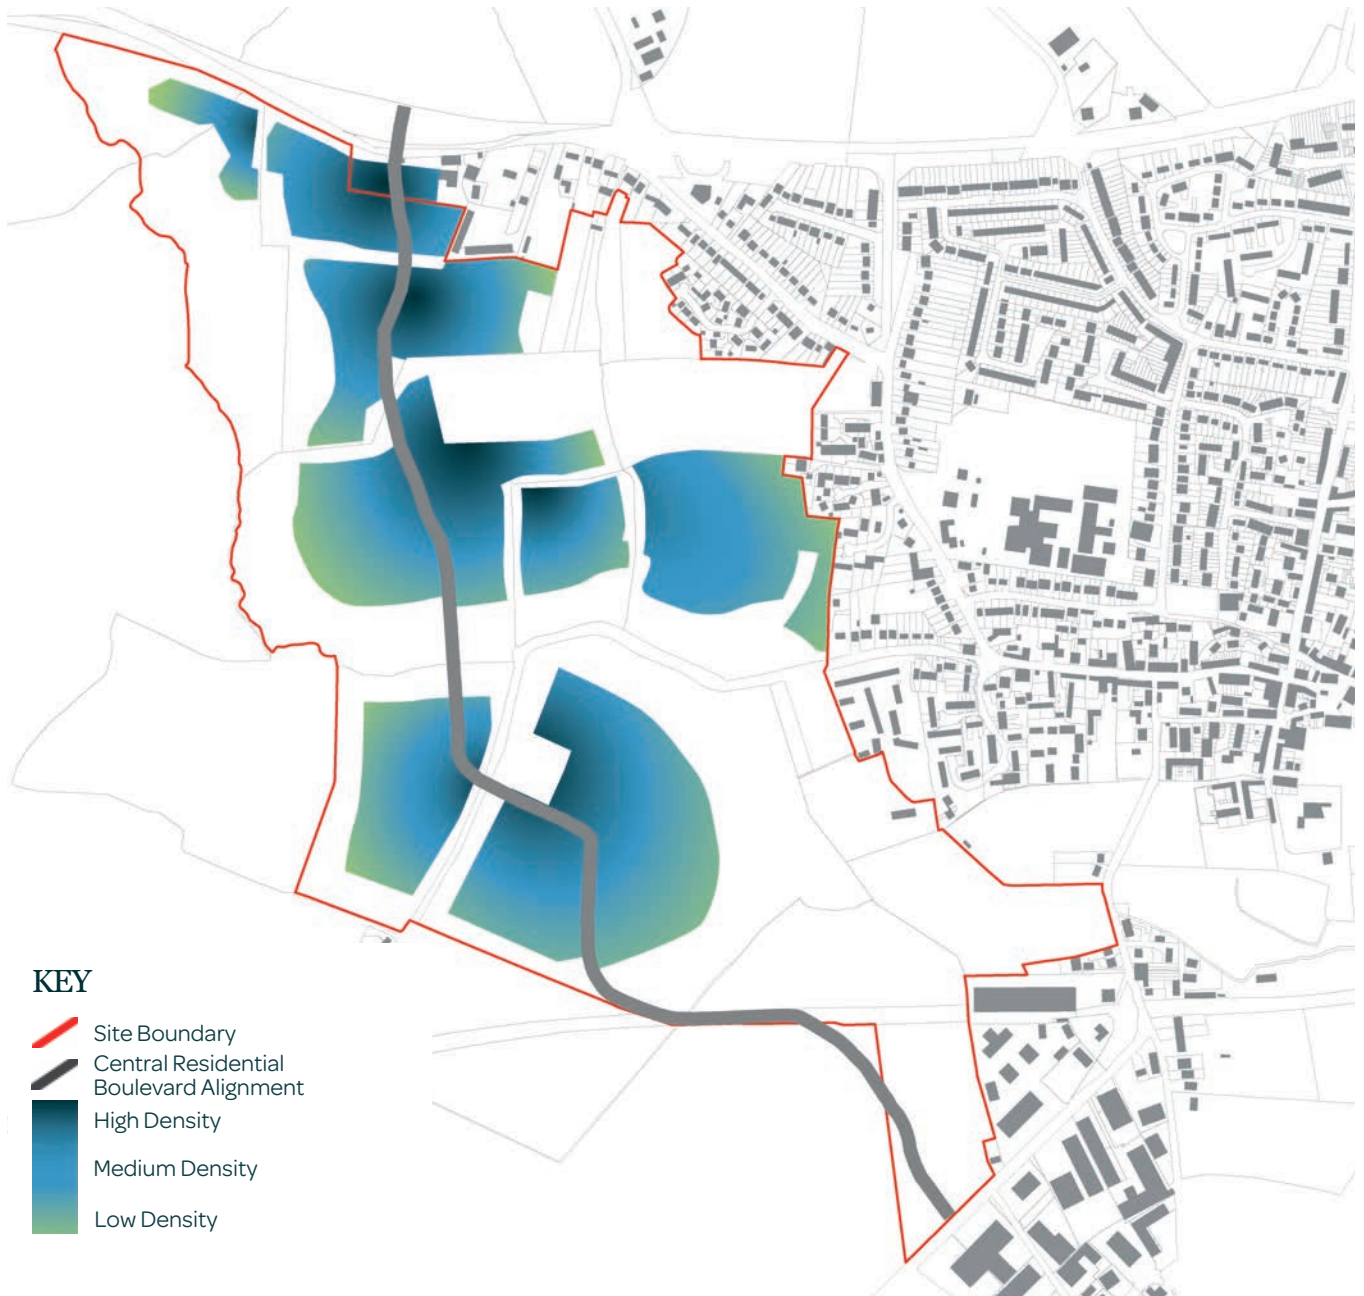 KEY
Site Boundary
Central Residential
Boulevard Alignment
High Density
Medium Density
Low Density